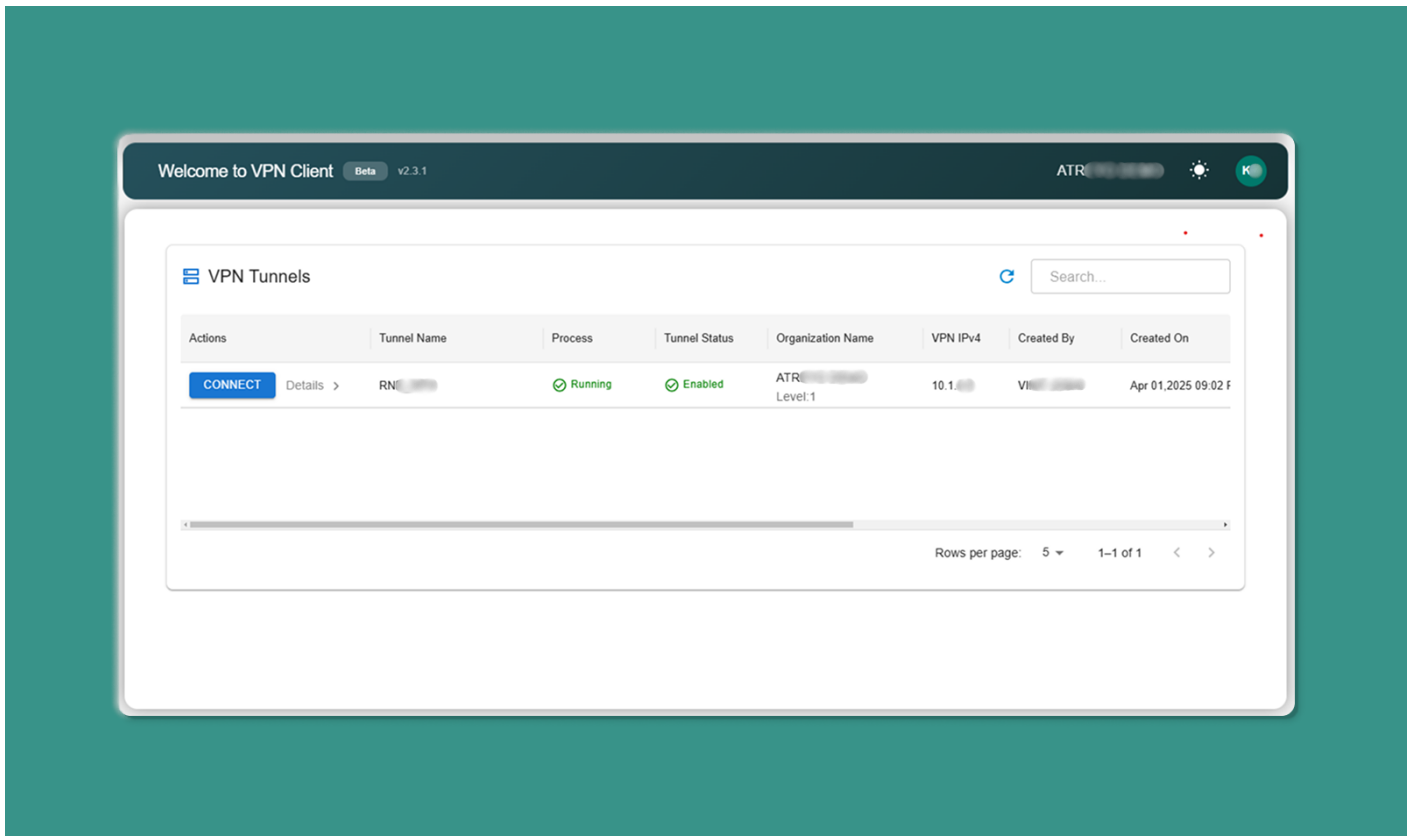 Welcome to VPN Client Beta v2.3.1 ATR K
VPN Tunnels Search...
Actions Tunnel Name Process Tunnel Status Organization Name VPN IPv4 Created By Created On
CONNECT Details > RN Running Enabled ATR 10.1. VI Apr 01,2025 09:02 P
Level:1
Rows per page: 5 1–1 of 1